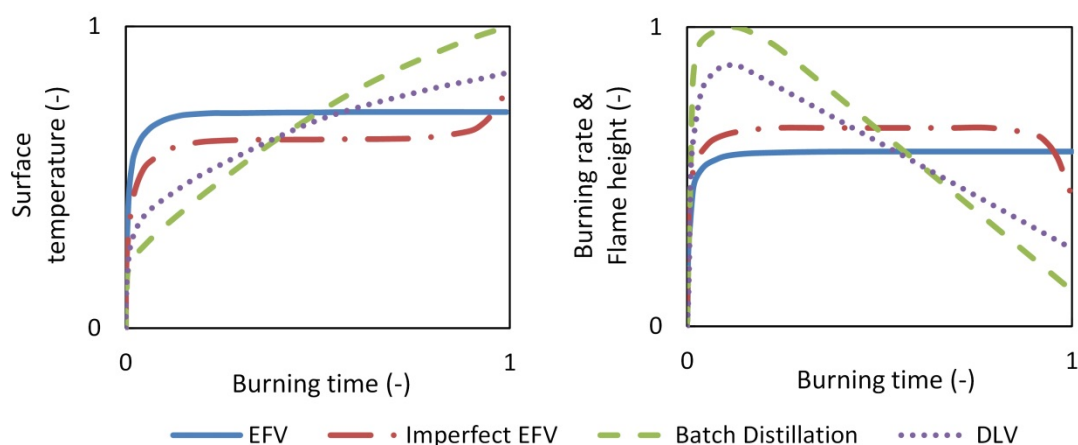 1
Surface
temperature (-)
0
0
1
Burning time (-)
1
Burning rate &
Flame height (-)
0
0
1
Burning time (-)
EFV
Imperfect EFV
Batch Distillation
DLV